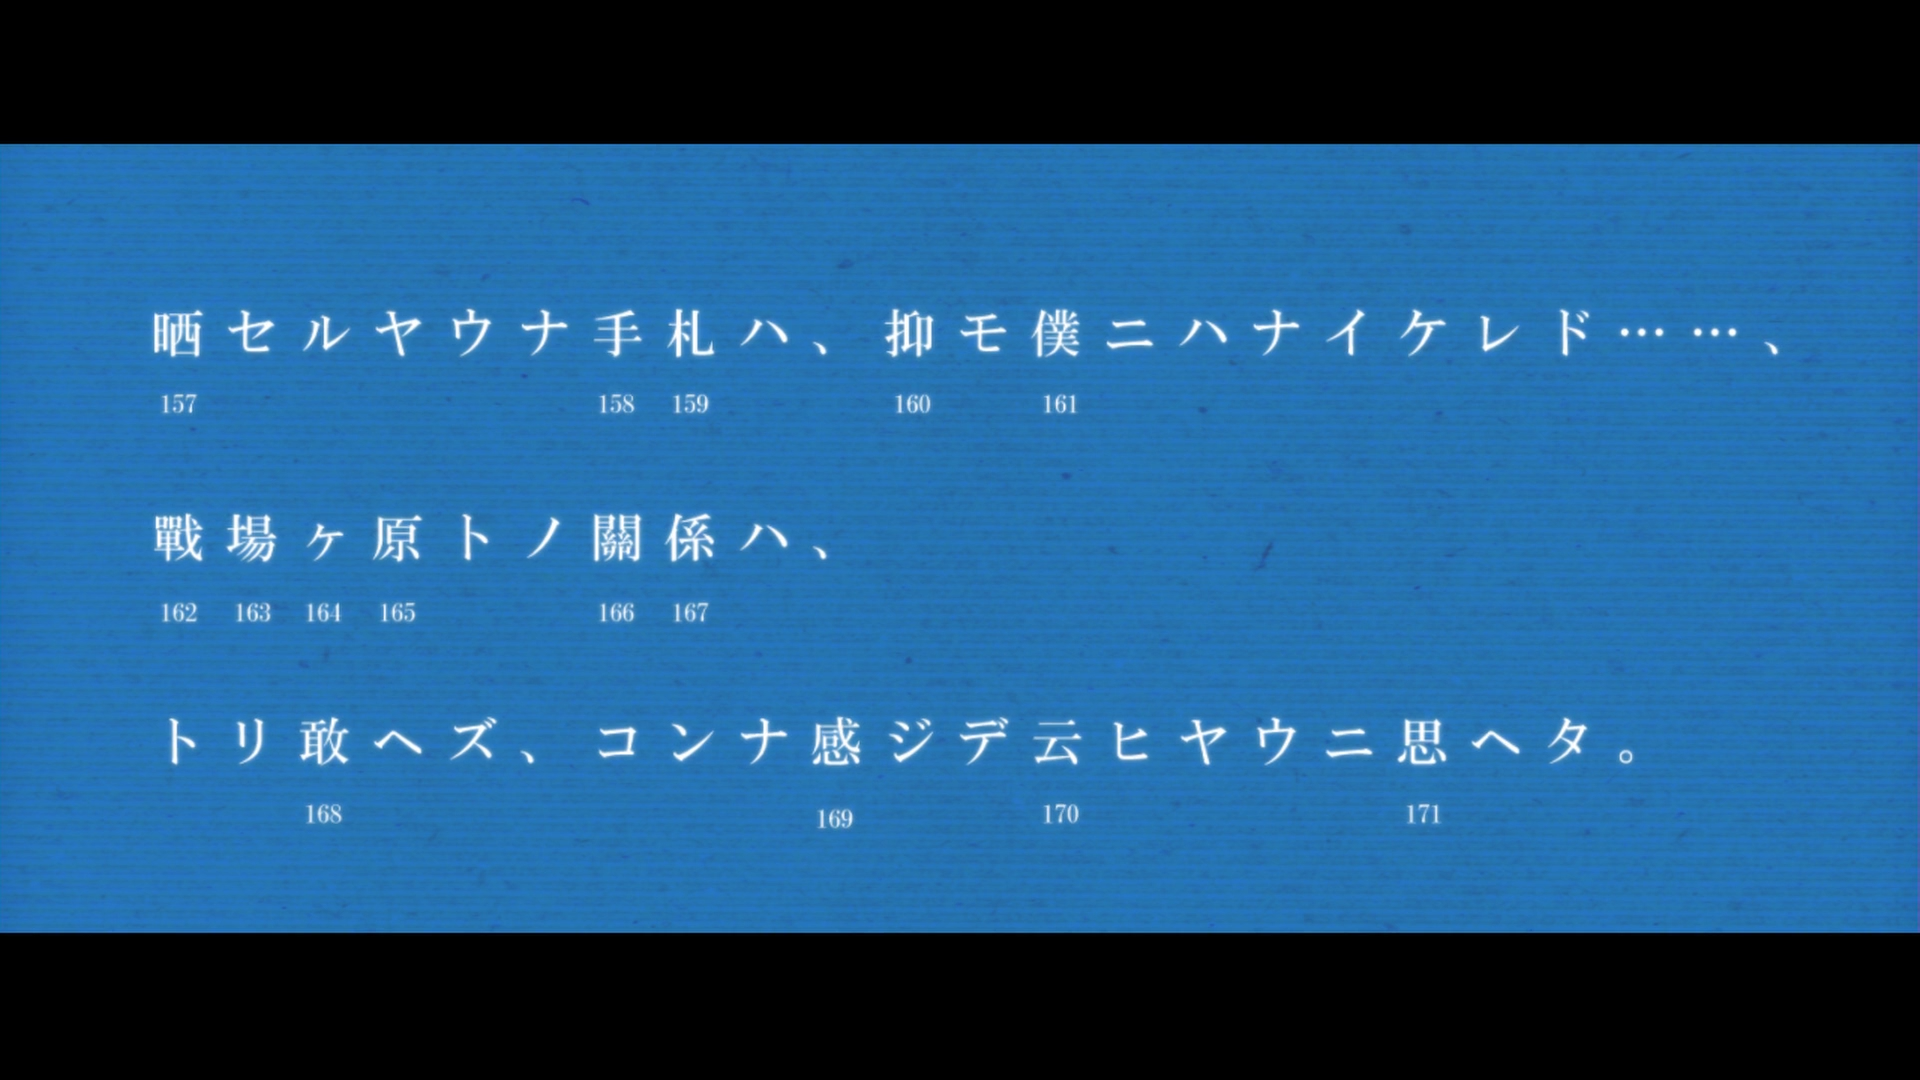 晒セルヤウナ手札ハ、抑モ僕ニハナイケレド……、
157 158 159 160 161
戰場ヶ原トノ關係ハ、
162 163 164 165 166 167
トリ敢ヘズ、コンナ感ジデ云ヒヤウニ思ヘタ。
168 169 170 171